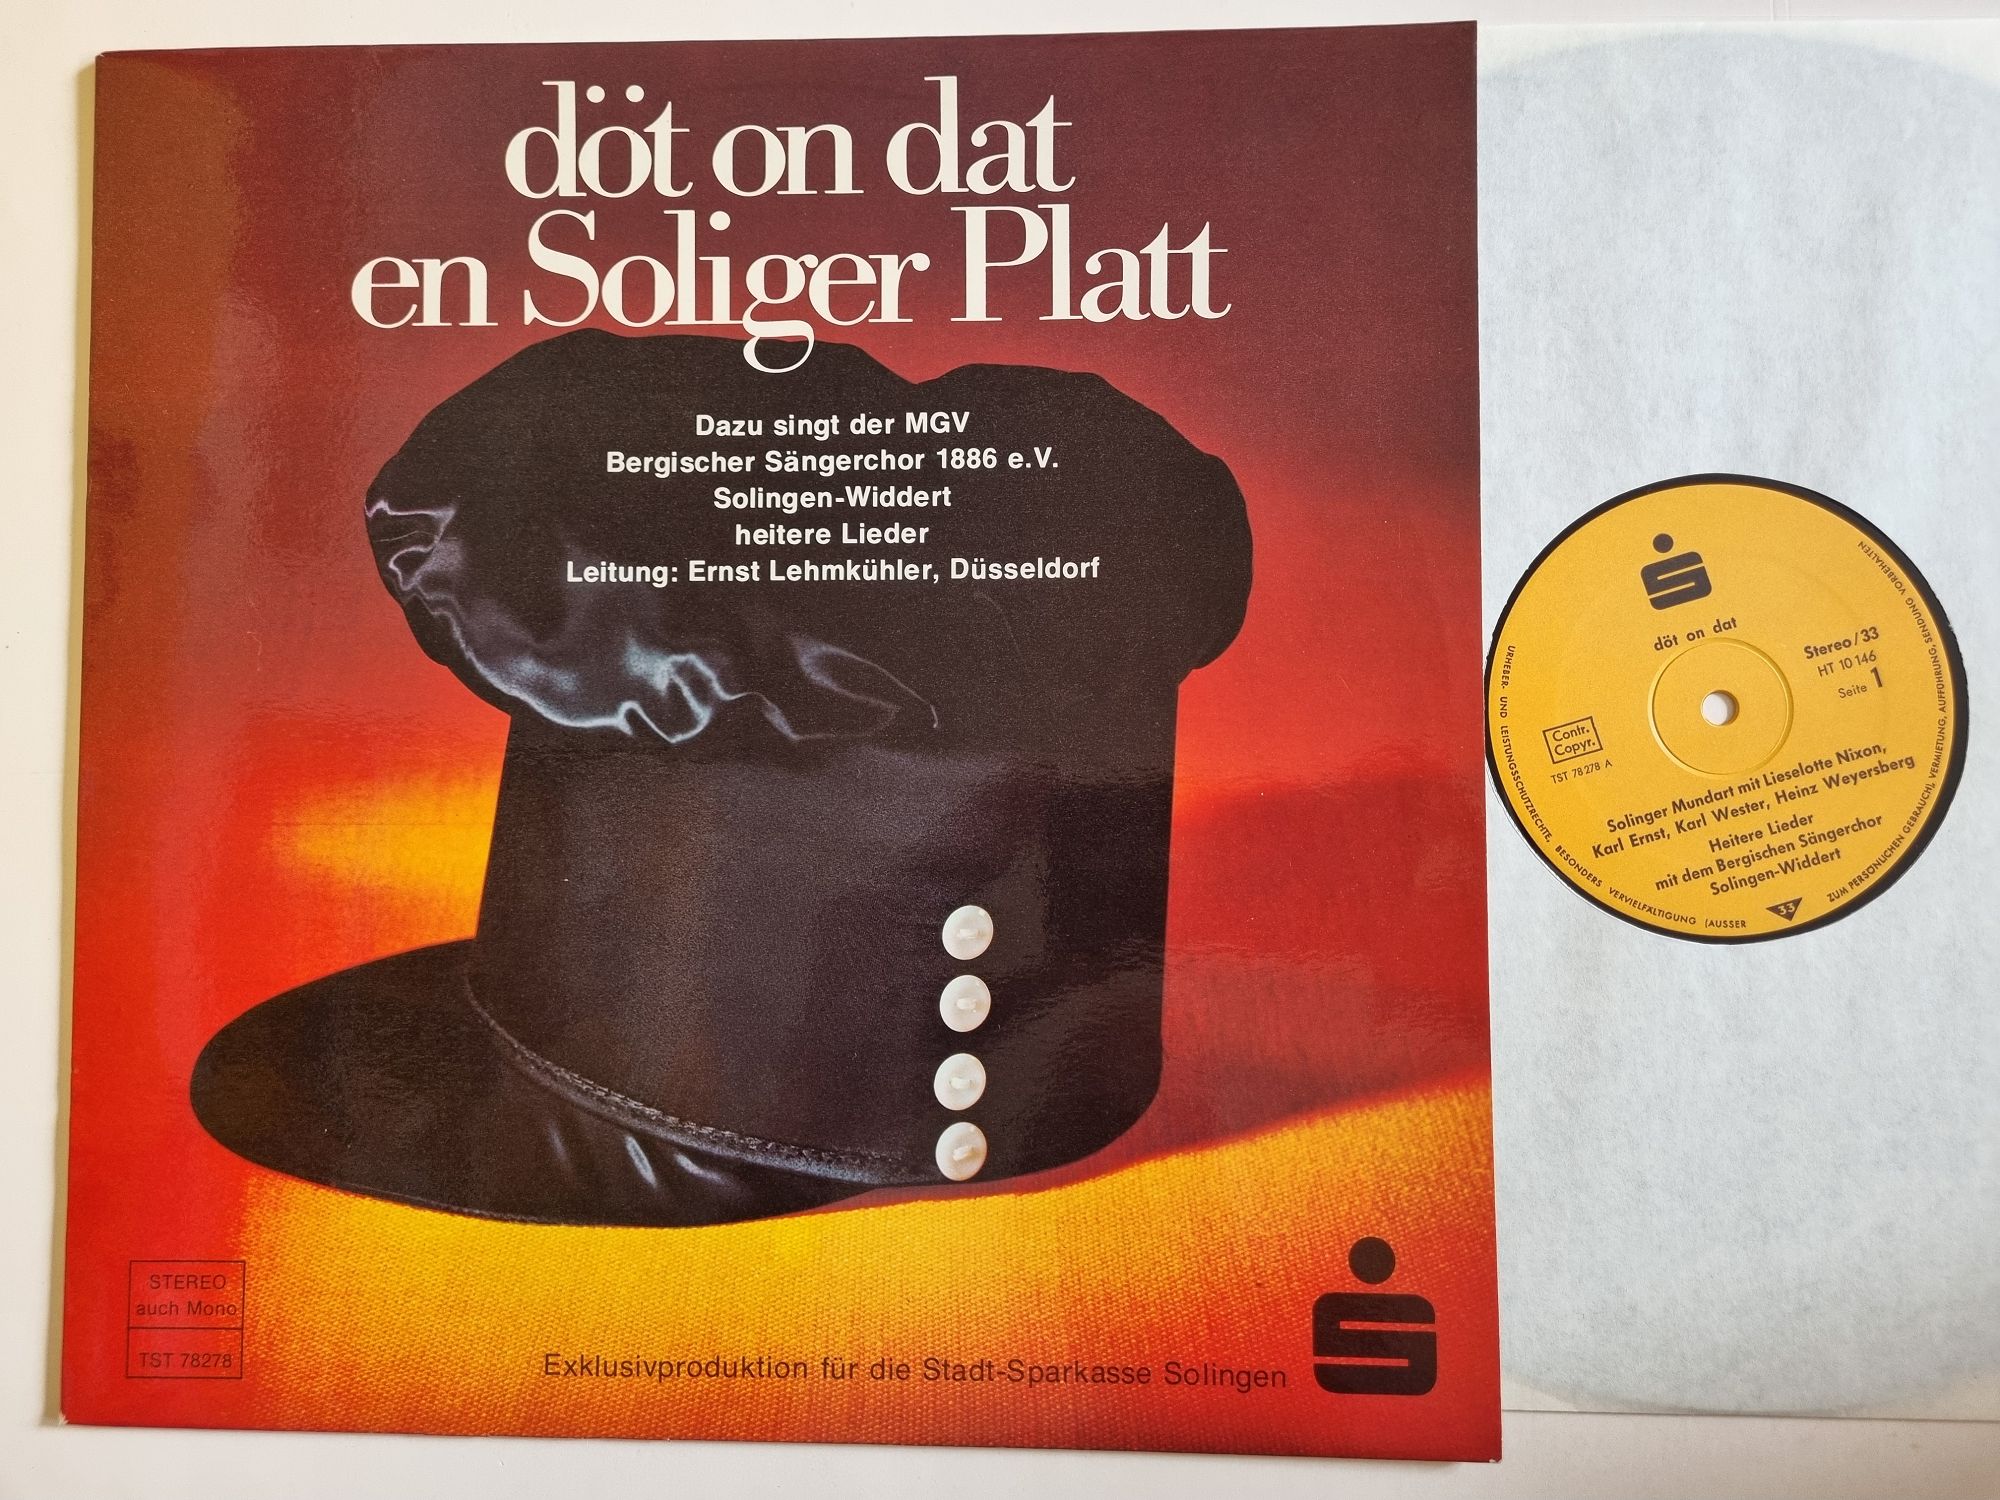 döt on dat
en Soliger Platt
Dazu singt der MGV
Bergischer Sängerchor 1886 e.V.
Solingen-Widdert
heitere Lieder
Leitung: Ernst Lehmkühler, Düsseldorf
STEREO
auch Mono
TST 78278
Exklusivproduktion für die Stadt-Sparkasse Solingen
döt on dat
Stereo/33
HT 10 146
Seite 1
Contr.
Copyr.
TST 78 278 A
Solinger Mundart mit Lieselotte Nixon,
Karl Ernst, Karl Wester, Heinz Weyersberg
Heitere Lieder
mit dem Bergischen Sängerchor
Solingen-Widdert
33
URHEBER- UND LEISTUNGSSCHUTZRECHTE, BESONDERS VERVIELFÄLTIGUNG (AUSSER ZUM PERSÖNLICHEN GEBRAUCH), VERMIETUNG, AUFFÜHRUNG, SENDUNG VORBEHALTEN